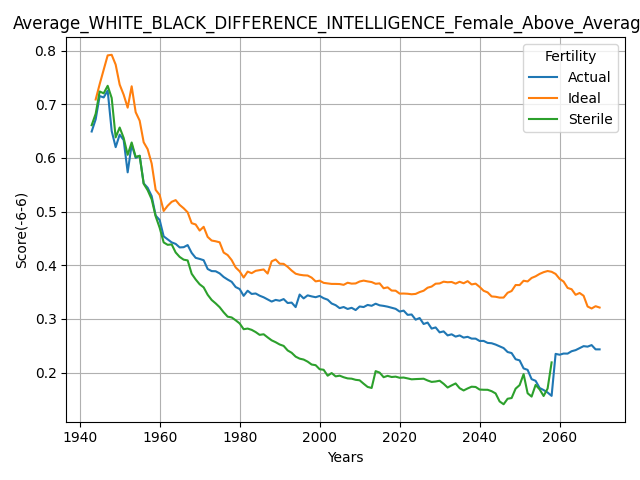 Average_WHITE_BLACK_DIFFERENCE_INTELLIGENCE_Female_Above_Averag
Score(-6-6)
0.8
0.7
0.6
0.5
0.4
0.3
0.2
Fertility
Actual
Ideal
Sterile
1940 1960 1980 2000 2020 2040 2060
Years